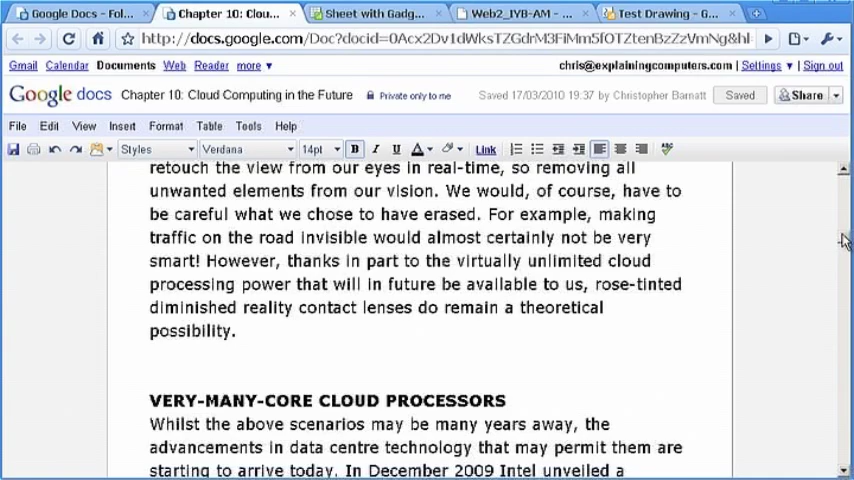 Google Docs - Fol...
Chapter 10: Clou...
Sheet with Gadg...
Web2_IYB-AM - ...
Test Drawing - G...
http://docs.google.com/Doc?docid=0Acx2Dv1dWksTZGdrM3FiMm5fOTZtenBzZzVmNg&hl=
Gmail Calendar Documents Web Reader more ▼
chris@explainingcomputers.com | Settings ▼ | Sign out
Google docs Chapter 10: Cloud Computing in the Future Private only to me Saved 17/03/2010 19:37 by Christopher Barnatt Saved Share
File Edit View Insert Format Table Tools Help
Styles Verdana 14pt B I U A Link
retouch the view from our eyes in real-time, so removing all
unwanted elements from our vision. We would, of course, have to
be careful what we chose to have erased. For example, making
traffic on the road invisible would almost certainly not be very
smart! However, thanks in part to the virtually unlimited cloud
processing power that will in future be available to us, rose-tinted
diminished reality contact lenses do remain a theoretical
possibility.
VERY-MANY-CORE CLOUD PROCESSORS
Whilst the above scenarios may be many years away, the
advancements in data centre technology that may permit them are
starting to arrive today. In December 2009 Intel unveiled a